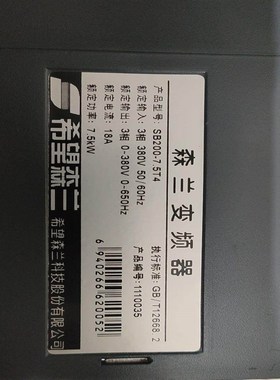 森兰变频器
产品型号：SB200-7.5T4
执行标准：GB/T12668.2
额定输入：3相 380V 50/60Hz
额定输出：3相 0-380V 0-650Hz
额定电流：18A
额定功率：7.5kW
产品编号：1110035
6940266620052
希望森兰
希望森兰科技股份有限公司